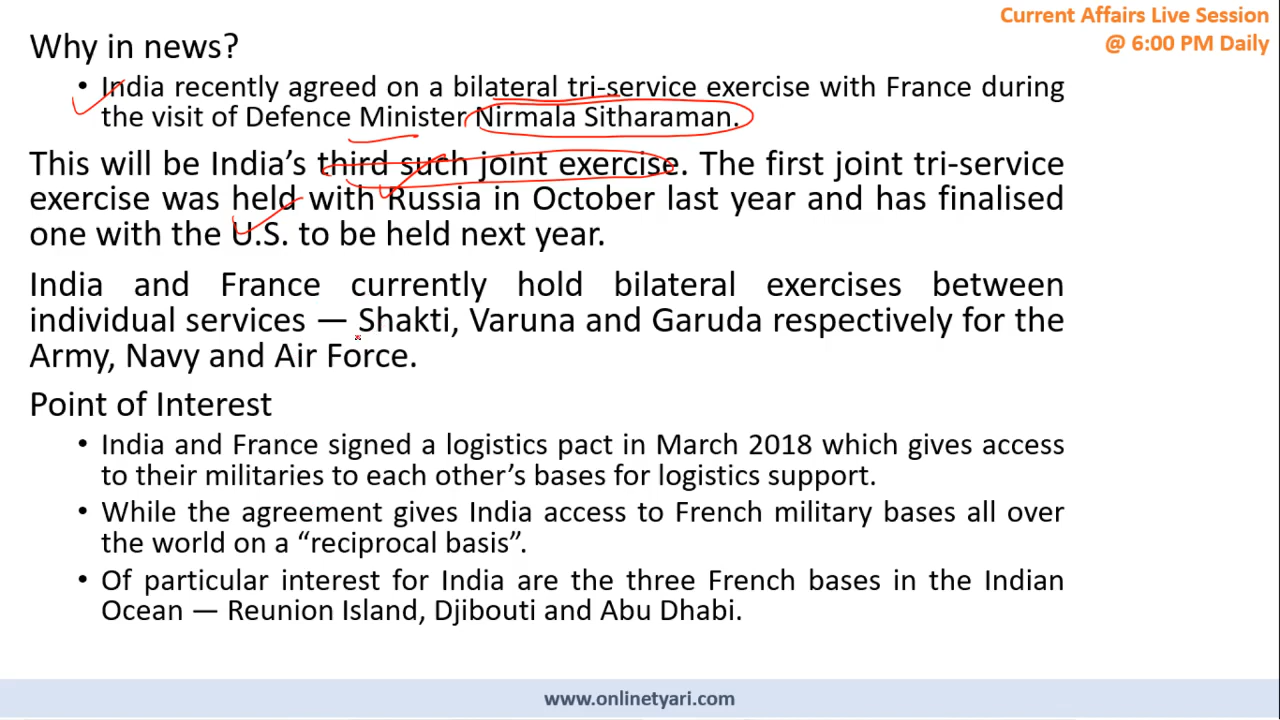 Current Affairs Live Session
@ 6:00 PM Daily
Why in news?
• India recently agreed on a bilateral tri-service exercise with France during
the visit of Defence Minister Nirmala Sitharaman.
This will be India’s third such joint exercise. The first joint tri-service
exercise was held with Russia in October last year and has finalised
one with the U.S. to be held next year.
India and France currently hold bilateral exercises between
individual services — Shakti, Varuna and Garuda respectively for the
Army, Navy and Air Force.
Point of Interest
• India and France signed a logistics pact in March 2018 which gives access
to their militaries to each other’s bases for logistics support.
• While the agreement gives India access to French military bases all over
the world on a “reciprocal basis”.
• Of particular interest for India are the three French bases in the Indian
Ocean — Reunion Island, Djibouti and Abu Dhabi.
www.onlinetyari.com